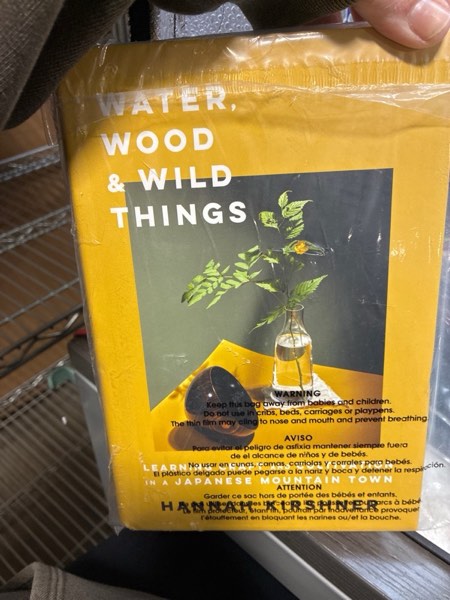 WATER,
WOOD
& WILD
THINGS
WARNING
Keep this bag away from babies and children.
Do not use in cribs, beds, carriages or playpens.
The thin film may cling to nose and mouth and prevent breathing.
AVISO
Para evitar el peligro de asfixia mantener siempre fuera
de el alcance de niños y de bebés.
No usar en cunas, camas, carriolas y corrales para bebés.
El plástico delgado puede pegarse a la nariz y boca y detener la respiración.
IN A JAPANESE MOUNTAIN TOWN
ATTENTION
Garder ce sac hors de portée des bébés et enfants.
HANNAH KIRSHNER
l'étouffement en bloquant les narines ou/et la bouche.